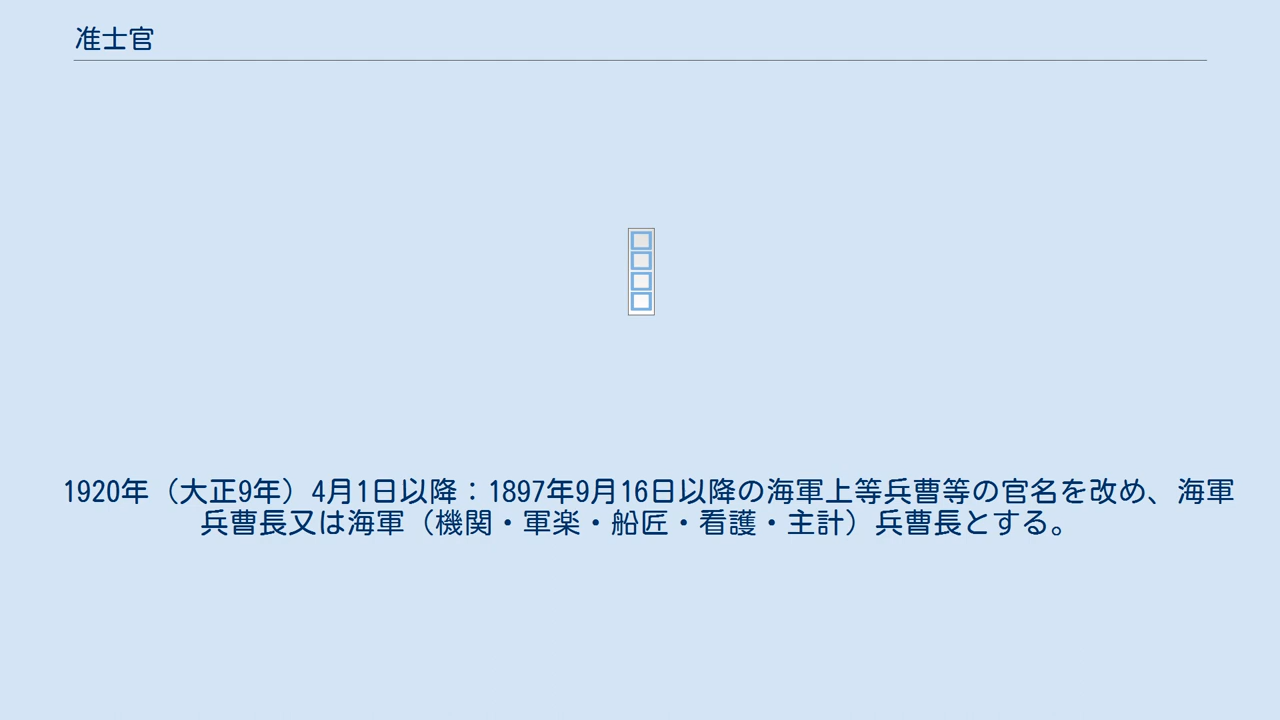 准士官
1920年（大正9年）4月1日以降：1897年9月16日以降の海軍上等兵曹等の官名を改め、海軍
兵曹長又は海軍（機関・軍楽・船匠・看護・主計）兵曹長とする。